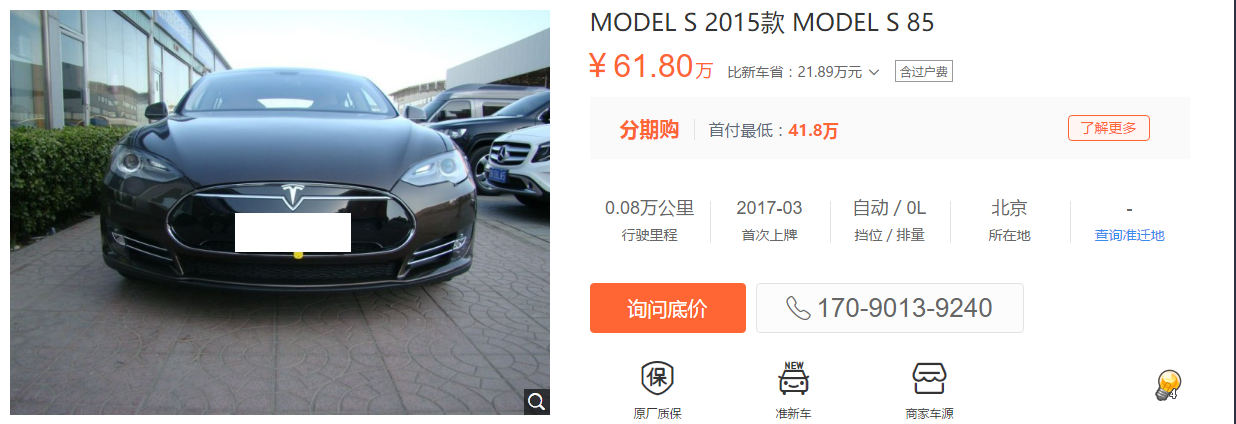 MODEL S 2015款 MODEL S 85
¥ 61.80万 比新车省：21.89万元 含过户费
分期购 首付最低：41.8万 了解更多
0.08万公里 2017-03 自动 / 0L 北京 -
行驶里程 首次上牌 挡位 / 排量 所在地 查询准迁地
询问底价 170-9013-9240
保 NEW
原厂质保 准新车 商家车源
4